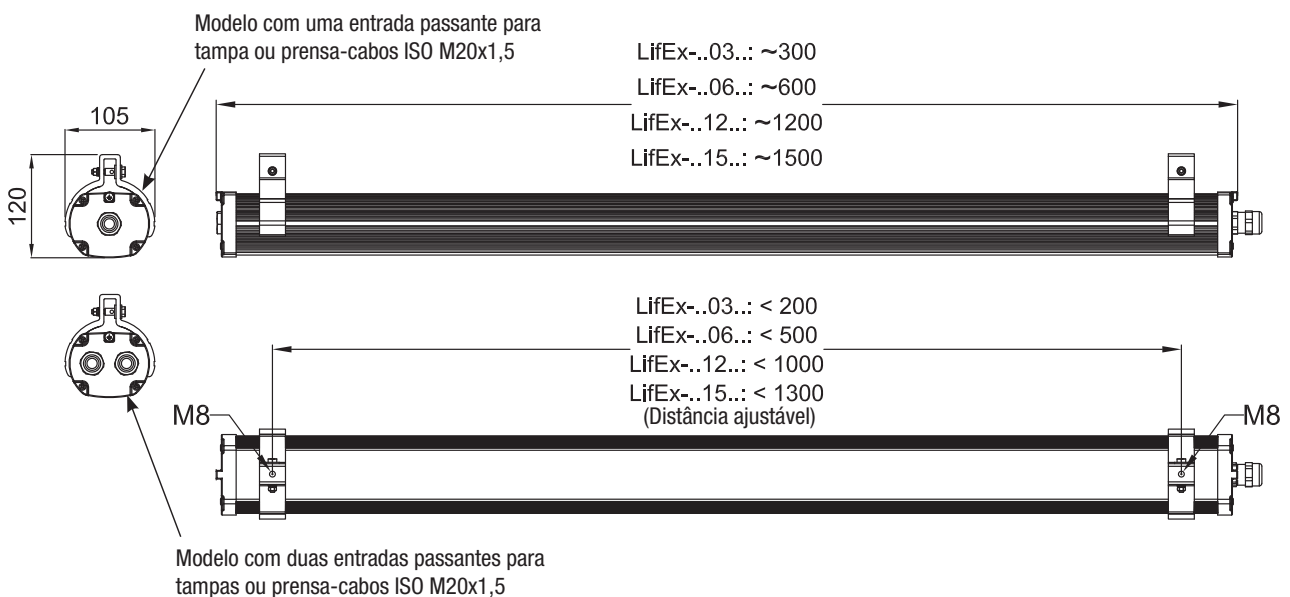 Modelo com uma entrada passante para
tampa ou prensa-cabos ISO M20x1,5
LifEx-..03..: ~300
LifEx-..06..: ~600
LifEx-..12..: ~1200
LifEx-..15..: ~1500
105
120
LifEx-..03..: < 200
LifEx-..06..: < 500
LifEx-..12..: < 1000
LifEx-..15..: < 1300
(Distância ajustável)
M8
M8
Modelo com duas entradas passantes para
tampas ou prensa-cabos ISO M20x1,5